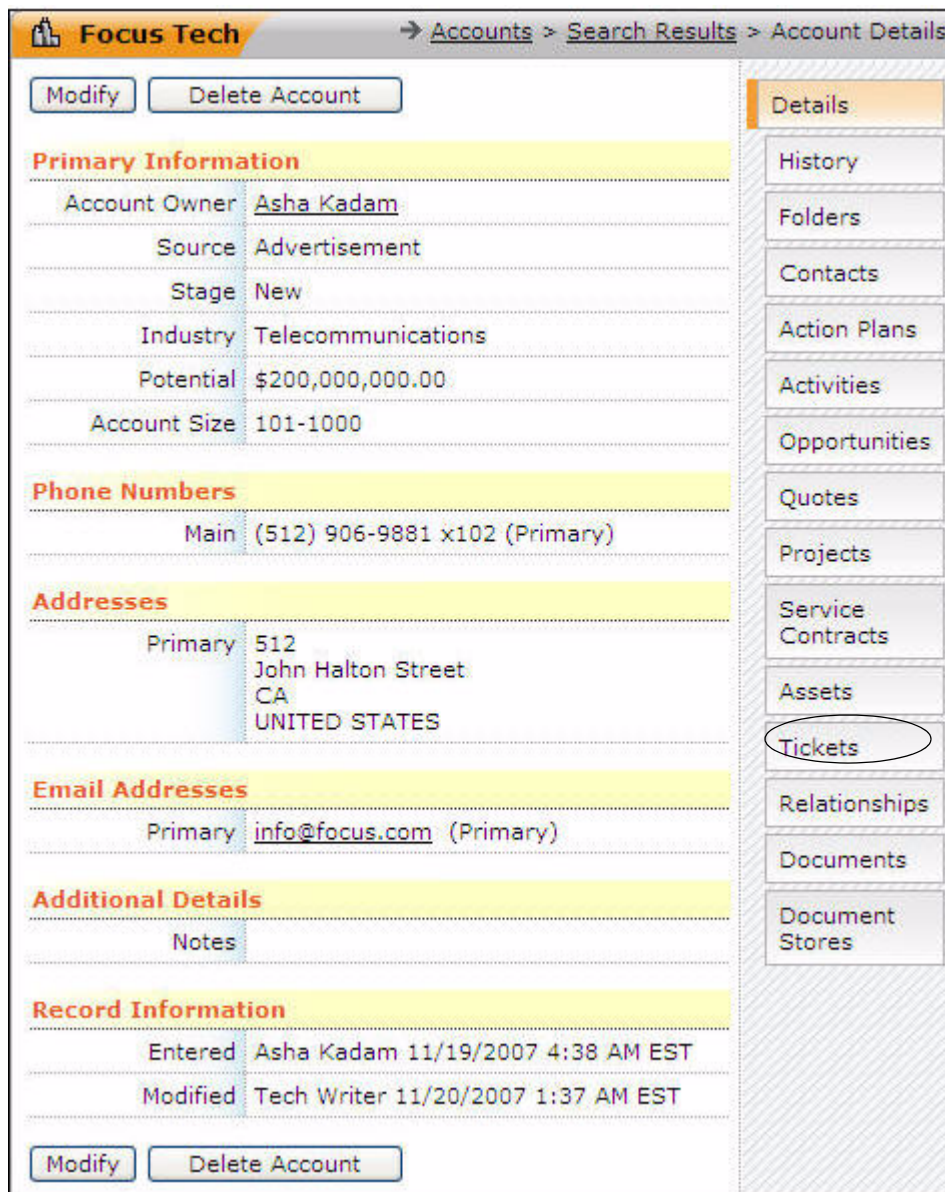 Focus Tech
→ Accounts > Search Results > Account Details
Modify
Delete Account
Primary Information
Account Owner Asha Kadam
Source Advertisement
Stage New
Industry Telecommunications
Potential $200,000,000.00
Account Size 101-1000
Phone Numbers
Main (512) 906-9881 x102 (Primary)
Addresses
Primary 512
John Halton Street
CA
UNITED STATES
Email Addresses
Primary info@focus.com (Primary)
Additional Details
Notes
Record Information
Entered Asha Kadam 11/19/2007 4:38 AM EST
Modified Tech Writer 11/20/2007 1:37 AM EST
Modify
Delete Account
Details
History
Folders
Contacts
Action Plans
Activities
Opportunities
Quotes
Projects
Service
Contracts
Assets
Tickets
Relationships
Documents
Document
Stores